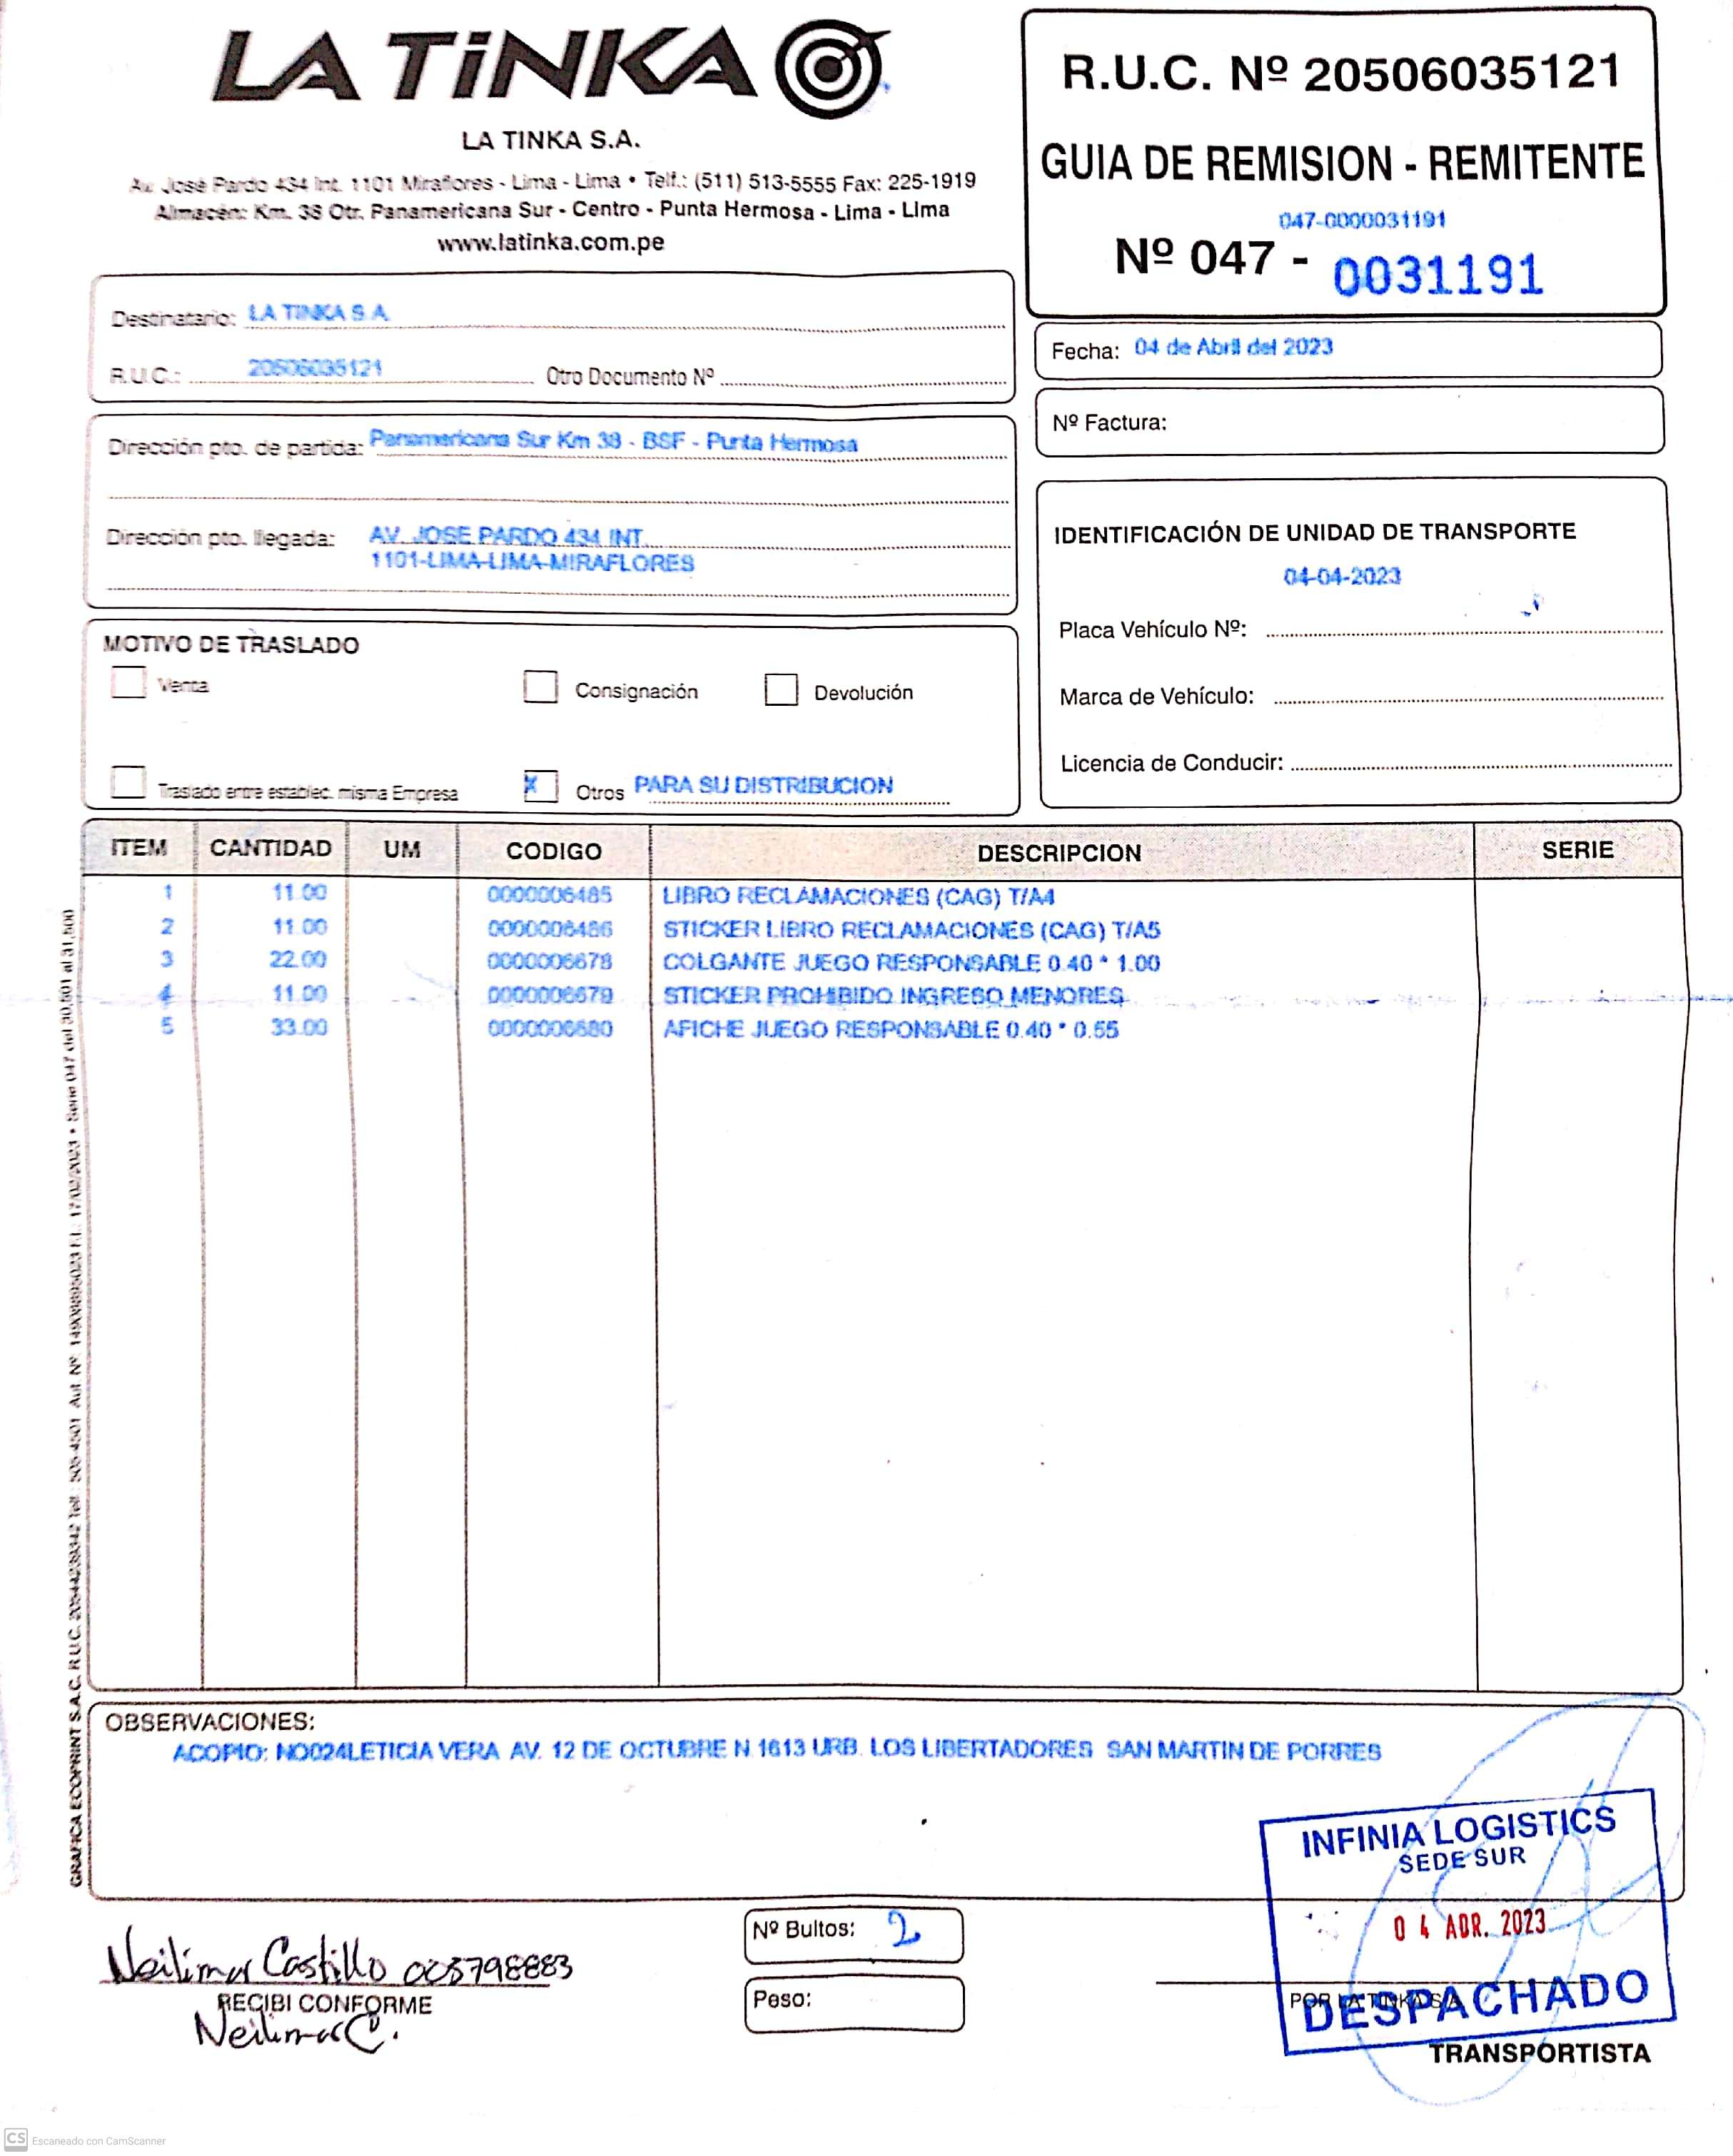 LA TiNKA
LA TINKA S.A.
Av. José Pardo 434 Int. 1101 Miraflores - Lima - Lima • Telf.: (511) 513-5555 Fax: 225-1919
Almacén: Km. 38 Otr. Panamericana Sur - Centro - Punta Hermosa - Lima - Lima
www.latinka.com.pe
R.U.C. Nº 20506035121
GUIA DE REMISION - REMITENTE
047-0000031191
Nº 047 - 0031191
Destinatario: LA TINKA S.A.
R.U.C.: 20506035121 Otro Documento Nº
Fecha: 04 de Abril del 2023
Nº Factura:
Dirección pto. de partida: Panamericana Sur Km 38 - BSF - Punta Hermosa
Dirección pto. llegada: AV. JOSE PARDO 434 INT.
1101-LIMA-LIMA-MIRAFLORES
IDENTIFICACIÓN DE UNIDAD DE TRANSPORTE
04-04-2023
Placa Vehículo Nº:
Marca de Vehículo:
Licencia de Conducir:
MOTIVO DE TRASLADO
Venta Consignación Devolución
Traslado entre establec. misma Empresa X Otros PARA SU DISTRIBUCION
ITEM CANTIDAD UM CODIGO DESCRIPCION SERIE
1 11.00 0000006485 LIBRO RECLAMACIONES (CAG) T/A4
2 11.00 0000006486 STICKER LIBRO RECLAMACIONES (CAG) T/A5
3 22.00 0000006678 COLGANTE JUEGO RESPONSABLE 0.40 * 1.00
4 11.00 0000006679 STICKER PROHIBIDO INGRESO MENORES
5 33.00 0000006680 AFICHE JUEGO RESPONSABLE 0.40 * 0.55
GRAFICA ECOPRINT S.A.C. R.U.C. Telf.: 505-4501 Aut. Nº F.I.: 17/02/2023 • Serie 047 del 30,801 al 31,800
OBSERVACIONES:
ACOPIO: NO024LETICIA VERA AV. 12 DE OCTUBRE N 1613 URB. LOS LIBERTADORES SAN MARTIN DE PORRES
INFINIA LOGISTICS
SEDE SUR
04 ABR. 2023
DESPACHADO
Neilimar Castillo 003798883
RECIBI CONFORME
Neilimar C.
Nº Bultos: 2
Peso:
POR LA TINKA S.A.
TRANSPORTISTA
CS Escaneado con CamScanner